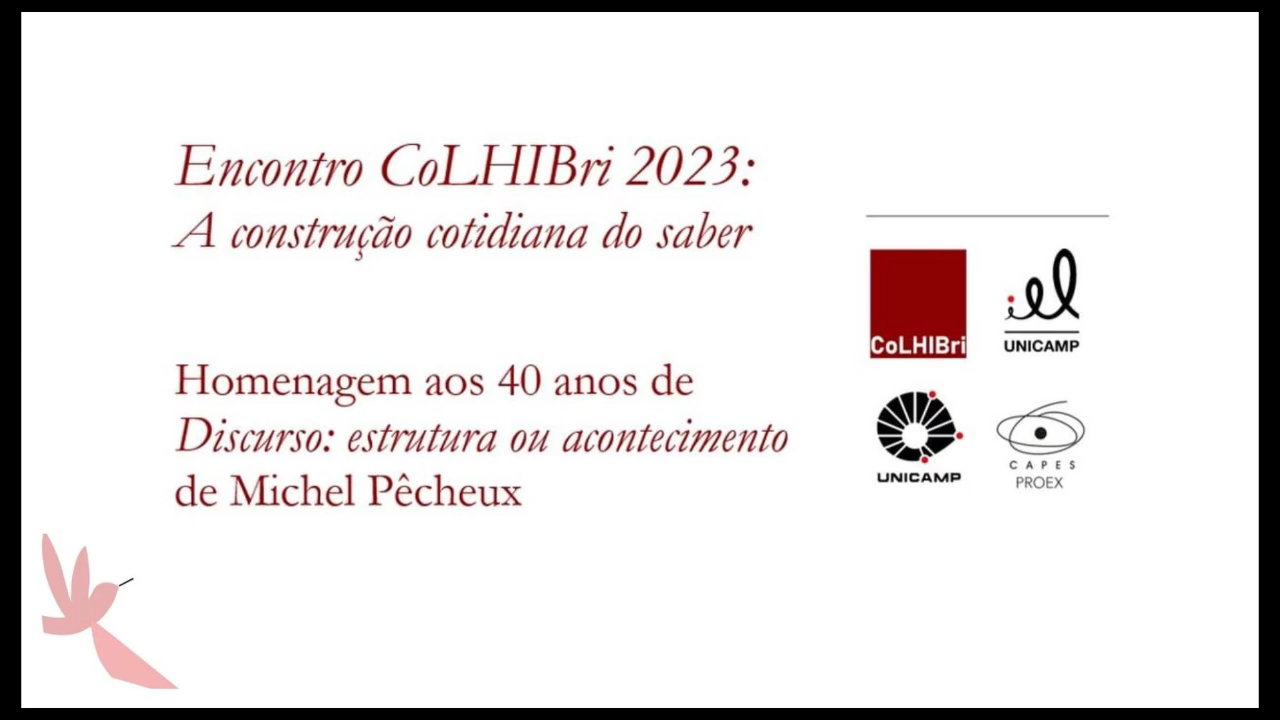 Encontro CoLHIBri 2023:
A construção cotidiana do saber
Homenagem aos 40 anos de
Discurso: estrutura ou acontecimento
de Michel Pêcheux
CoLHIBri
iel
UNICAMP
UNICAMP
CAPES
PROEX